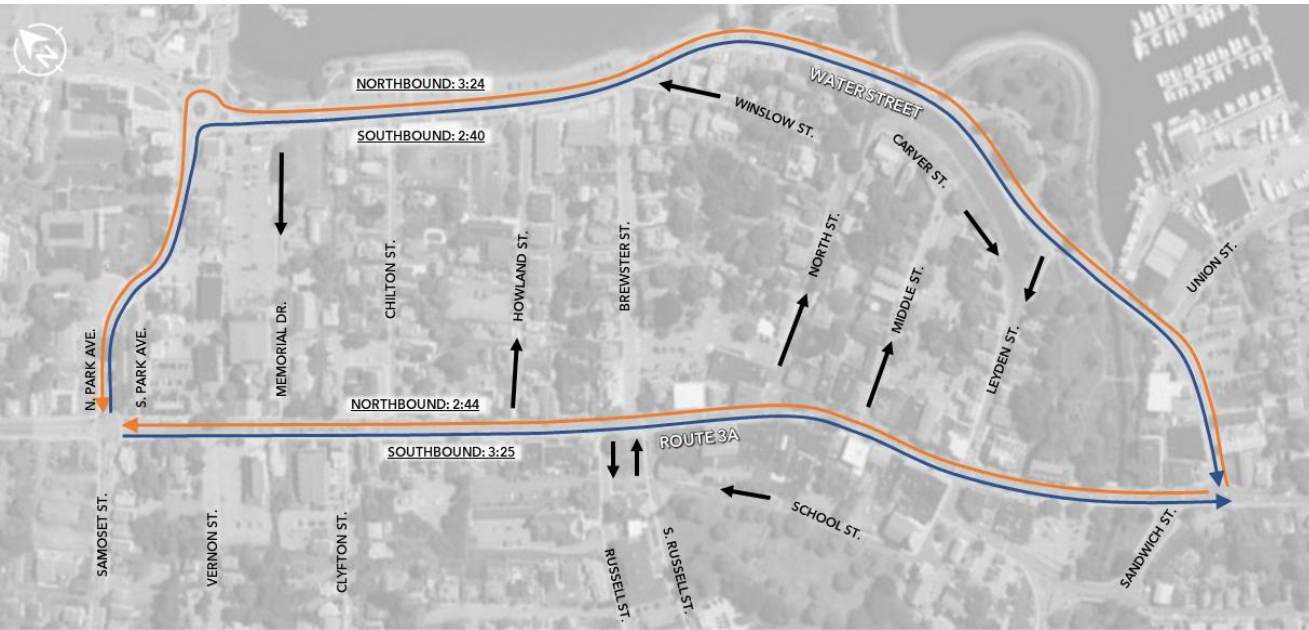 N
NORTHBOUND: 3:24
SOUTHBOUND: 2:40
WATER STREET
WINSLOW ST.
CARVER ST.
NORTH ST.
MIDDLE ST.
UNION ST.
LEYDEN ST.
BREWSTER ST.
HOWLAND ST.
CHILTON ST.
MEMORIAL DR.
N. PARK AVE.
S. PARK AVE.
NORTHBOUND: 2:44
ROUTE 3A
SOUTHBOUND: 3:25
SAMOSET ST.
VERNON ST.
CLYFTON ST.
RUSSELL ST.
S. RUSSELL ST.
SCHOOL ST.
SANDWICH ST.